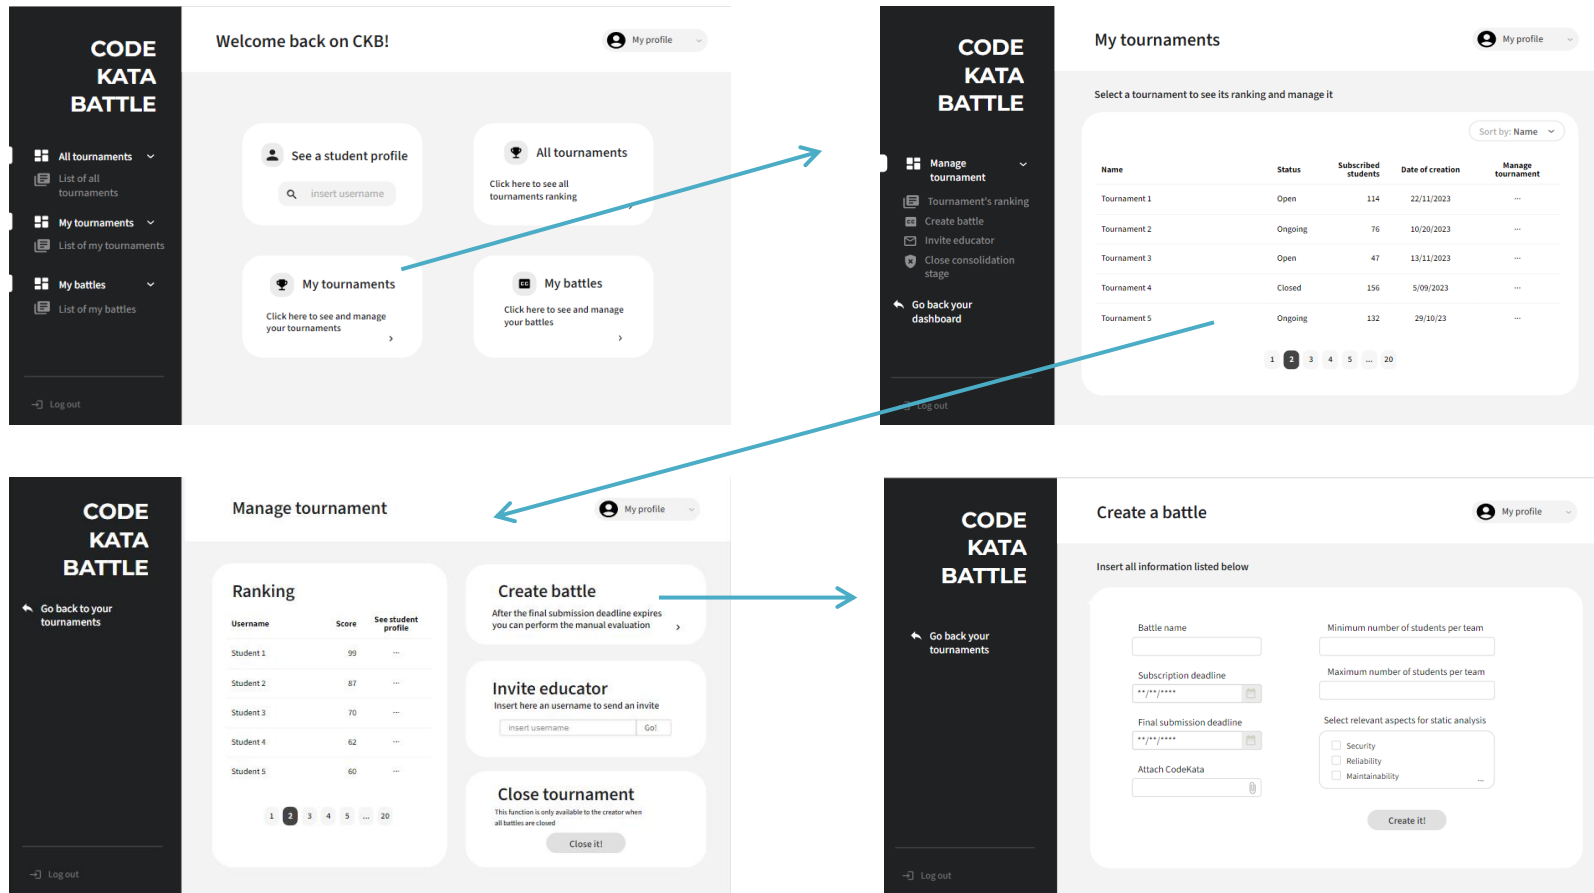 CODE
KATA
BATTLE
All tournaments
List of all
tournaments
My tournaments
List of my tournaments
My battles
List of my battles
Log out
Welcome back on CKB!
My profile
See a student profile
insert username
All tournaments
Click here to see all
tournaments ranking
My tournaments
Click here to see and manage
your tournaments
My battles
Click here to see and manage
your battles
CODE
KATA
BATTLE
Manage
tournament
Tournament's ranking
Create battle
Invite educator
Close consolidation
stage
Go back your
dashboard
Log out
My tournaments
My profile
Select a tournament to see its ranking and manage it
Sort by: Name
Name Status Subscribed students Date of creation Manage tournament
Tournament 1 Open 114 22/11/2023 ...
Tournament 2 Ongoing 76 10/20/2023 ...
Tournament 3 Open 47 13/11/2023 ...
Tournament 4 Closed 156 5/09/2023 ...
Tournament 5 Ongoing 132 29/10/23 ...
1 2 3 4 5 ... 20
CODE
KATA
BATTLE
Go back to your
tournaments
Log out
Manage tournament
My profile
Ranking
Username Score See student profile
Student 1 99 ...
Student 2 87 ...
Student 3 70 ...
Student 4 62 ...
Student 5 60 ...
1 2 3 4 5 ... 20
Create battle
After the final submission deadline expires
you can perform the manual evaluation
Invite educator
Insert here an username to send an invite
insert username Go!
Close tournament
This function is only available to the creator when
all battles are closed
Close it!
CODE
KATA
BATTLE
Go back your
tournaments
Log out
Create a battle
My profile
Insert all information listed below
Battle name
Subscription deadline
**/**/****
Final submission deadline
**/**/****
Attach CodeKata
Minimum number of students per team
Maximum number of students per team
Select relevant aspects for static analysis
Security
Reliability
Maintainability
...
Create it!